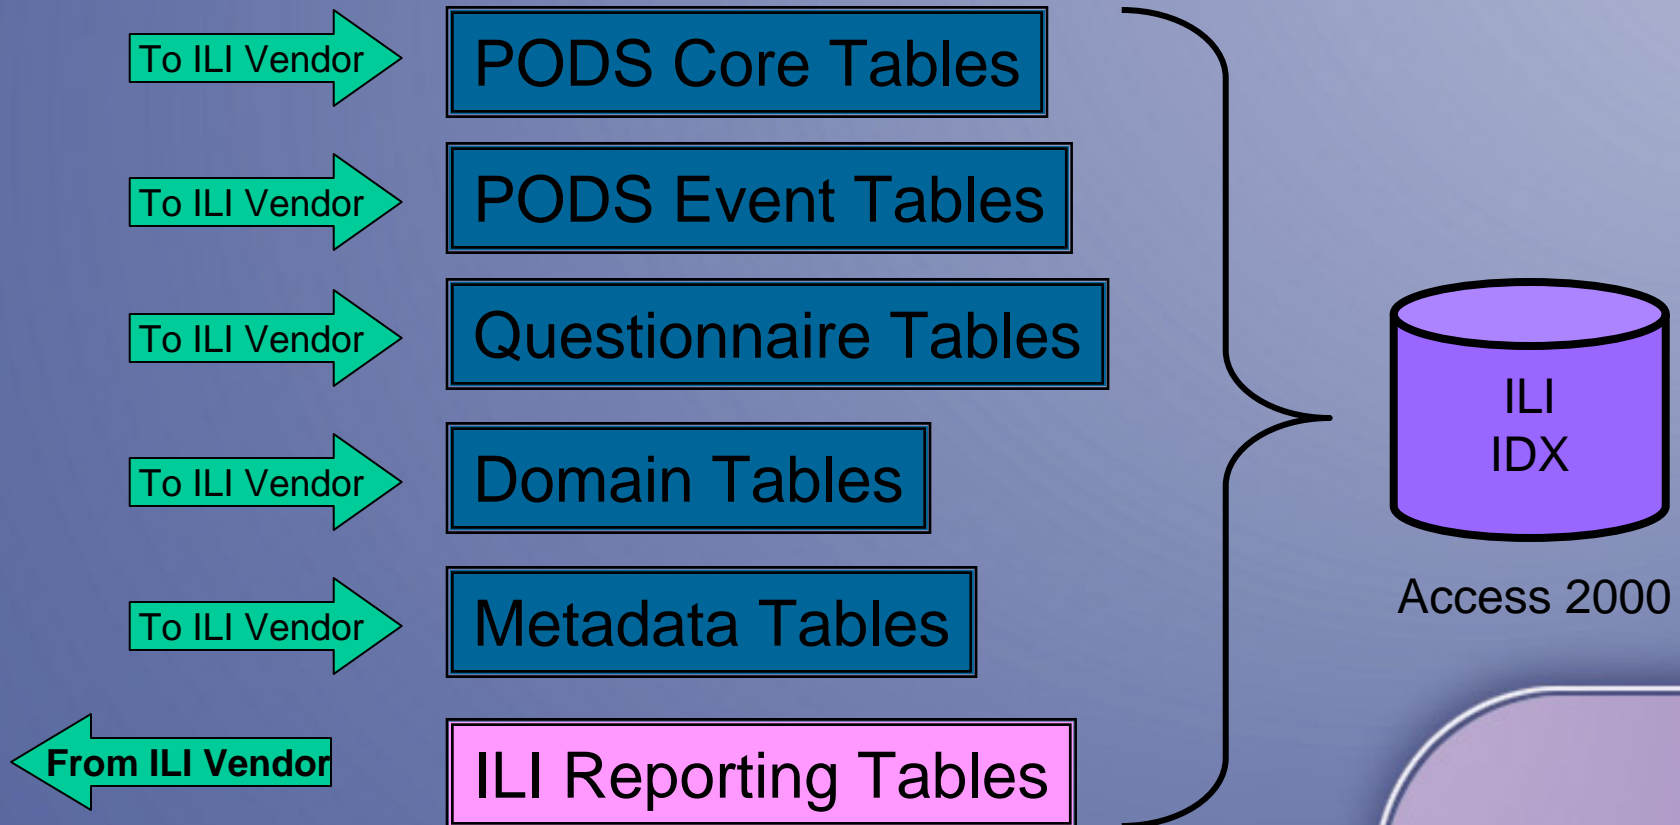 To ILI Vendor
PODS Core Tables
To ILI Vendor
PODS Event Tables
To ILI Vendor
Questionnaire Tables
To ILI Vendor
Domain Tables
To ILI Vendor
Metadata Tables
From ILI Vendor
ILI Reporting Tables
ILI
IDX
Access 2000